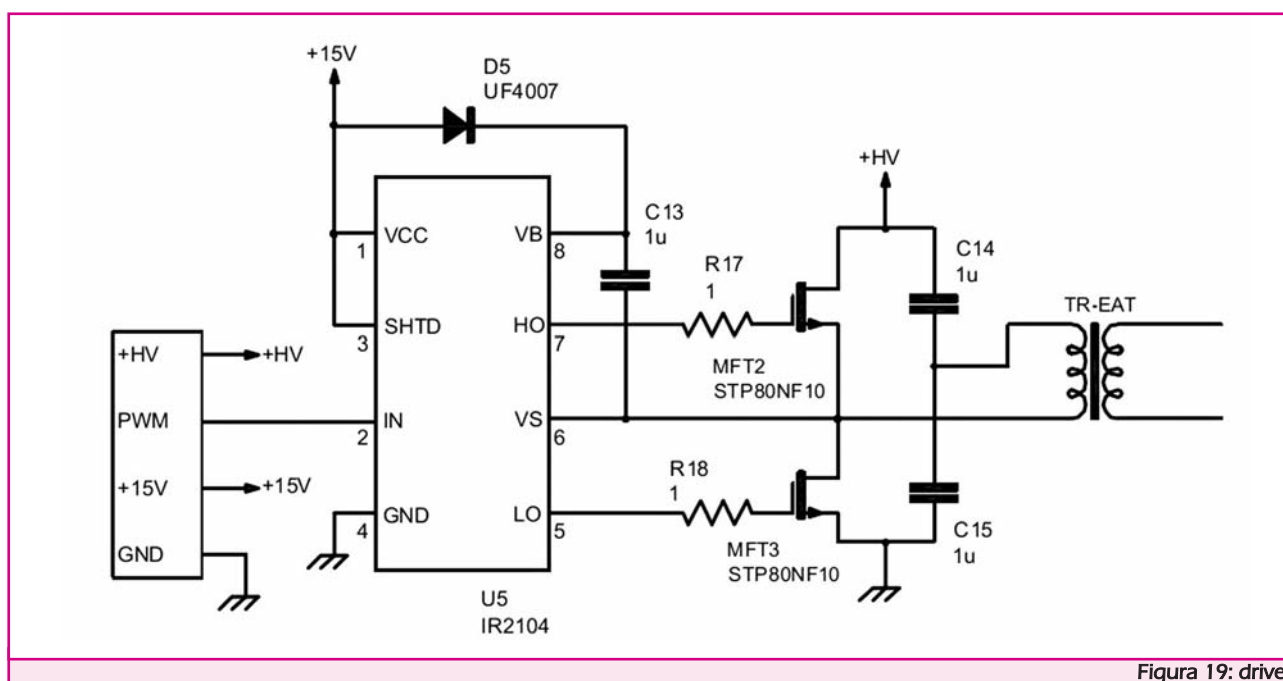 +15V
D5
UF4007
+HV
C13
1u
C14
1u
VCC
VB
1
8
R17
1
TR-EAT
SHTD
HO
3
7
+HV
+HV
MFT2
STP80NF10
PWM
IN
VS
2
6
R18
1
+15V
+15V
GND
LO
4
5
C15
1u
GND
MFT3
STP80NF10
U5
IR2104
Figura 19: drive